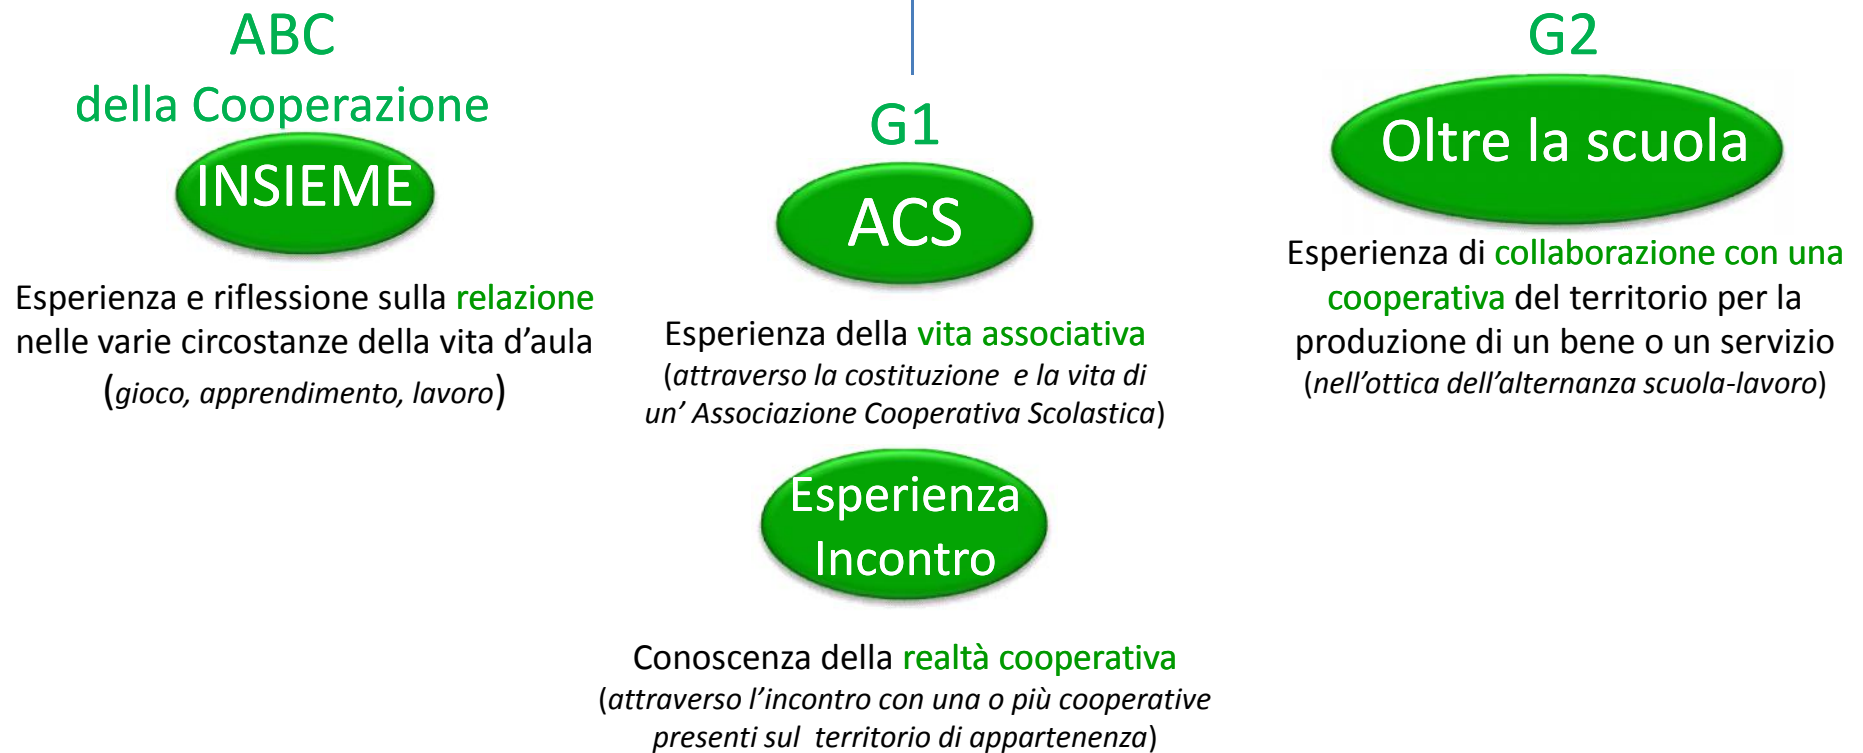 ABC
della Cooperazione
INSIEME
Esperienza e riflessione sulla relazione
nelle varie circostanze della vita d’aula
(gioco, apprendimento, lavoro)
G1
ACS
Esperienza della vita associativa
(attraverso la costituzione e la vita di
un’ Associazione Cooperativa Scolastica)
Esperienza
Incontro
Conoscenza della realtà cooperativa
(attraverso l’incontro con una o più cooperative
presenti sul territorio di appartenenza)
G2
Oltre la scuola
Esperienza di collaborazione con una
cooperativa del territorio per la
produzione di un bene o un servizio
(nell’ottica dell’alternanza scuola-lavoro)